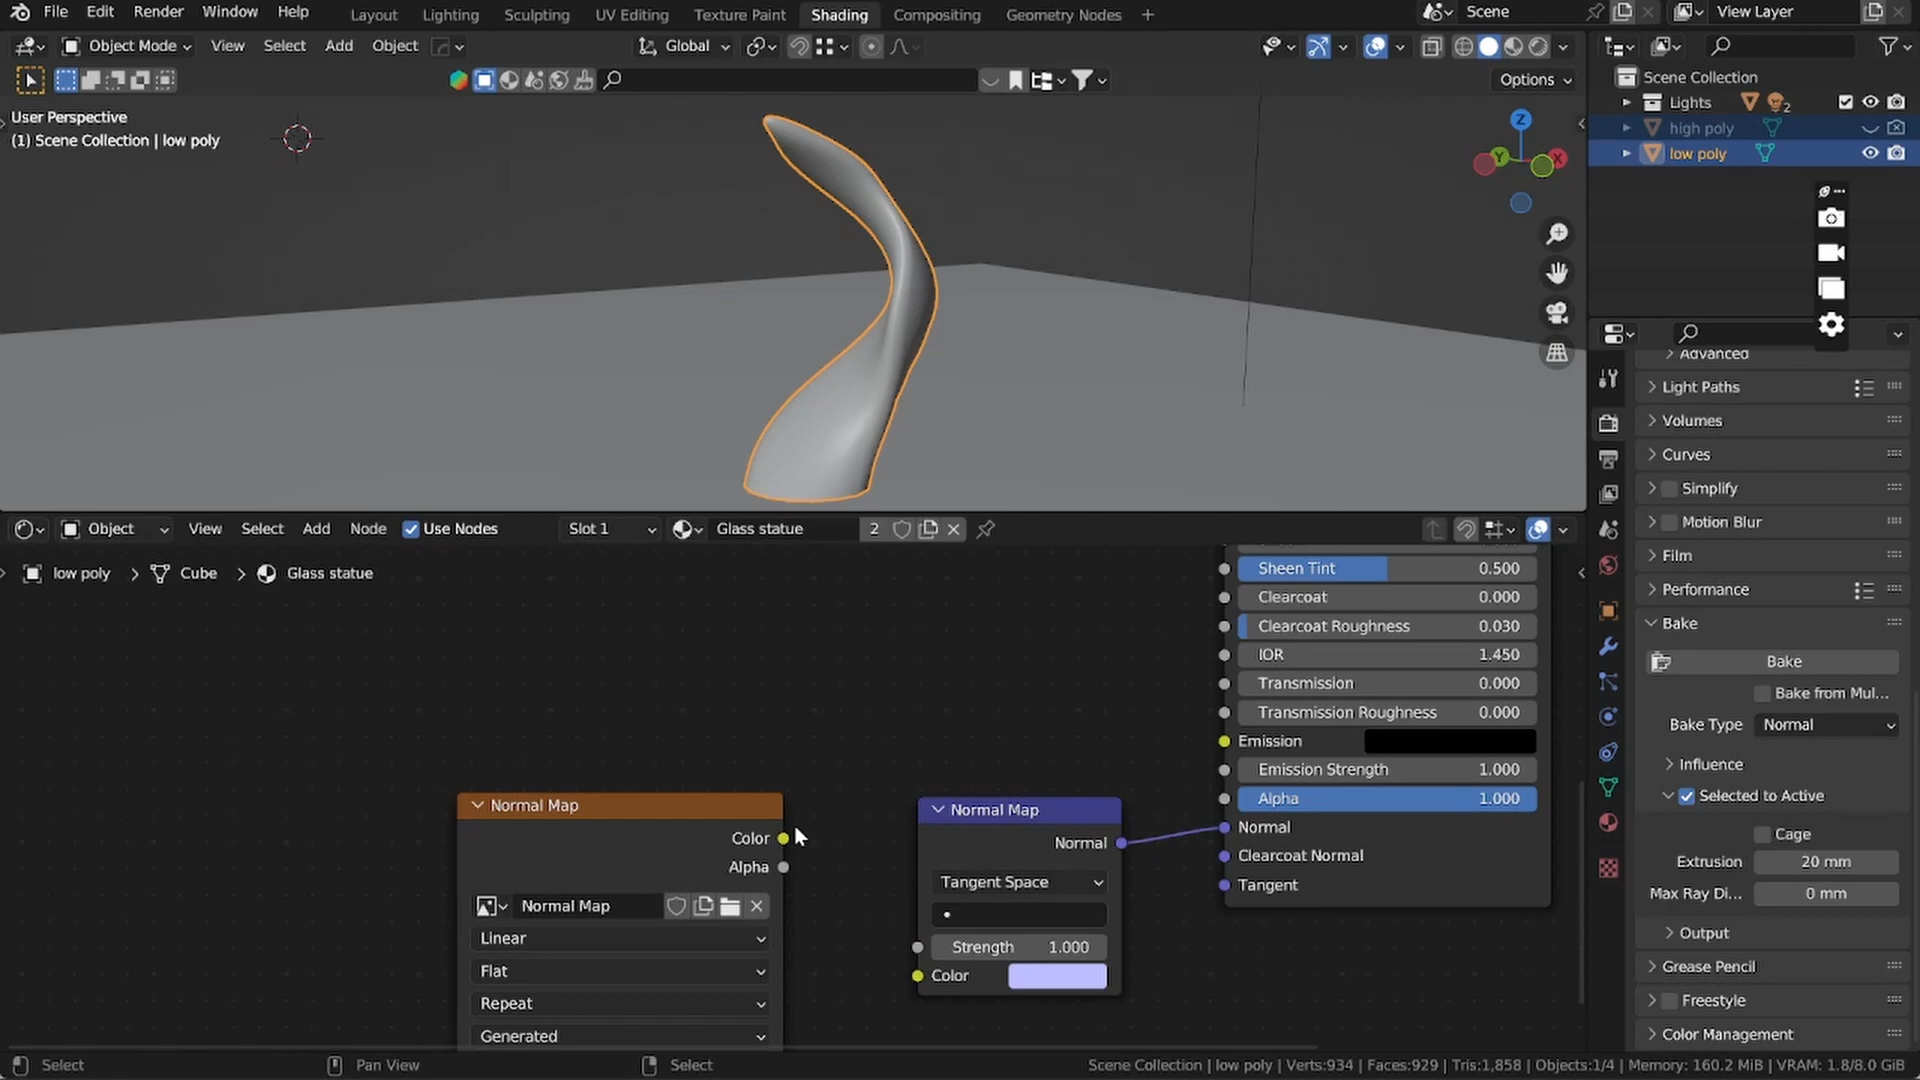 File Edit Render Window Help Layout Lighting Sculpting UV Editing Texture Paint Shading Compositing Geometry Nodes + Scene View Layer
Object Mode View Select Add Object Global
Options
User Perspective
(1) Scene Collection | low poly
Z
Y
X
Scene Collection
Lights 2
high poly
low poly
Advanced
Light Paths
Volumes
Curves
Simplify
Motion Blur
Film
Performance
Bake
Bake
Bake from Mul...
Bake Type Normal
Influence
Selected to Active
Cage
Extrusion 20 mm
Max Ray Di... 0 mm
Output
Grease Pencil
Freestyle
Color Management
Object View Select Add Node Use Nodes Slot 1 Glass statue 2
low poly > Cube > Glass statue
Sheen Tint 0.500
Clearcoat 0.000
Clearcoat Roughness 0.030
IOR 1.450
Transmission 0.000
Transmission Roughness 0.000
Emission
Emission Strength 1.000
Alpha 1.000
Normal
Clearcoat Normal
Tangent
Normal Map
Color
Alpha
Normal Map
Linear
Flat
Repeat
Generated
Normal Map
Normal
Tangent Space
Strength 1.000
Color
Select Pan View Select Scene Collection | low poly | Verts:934 | Faces:929 | Tris:1,858 | Objects:1/4 | Memory: 160.2 MiB | VRAM: 1.8/8.0 GiB